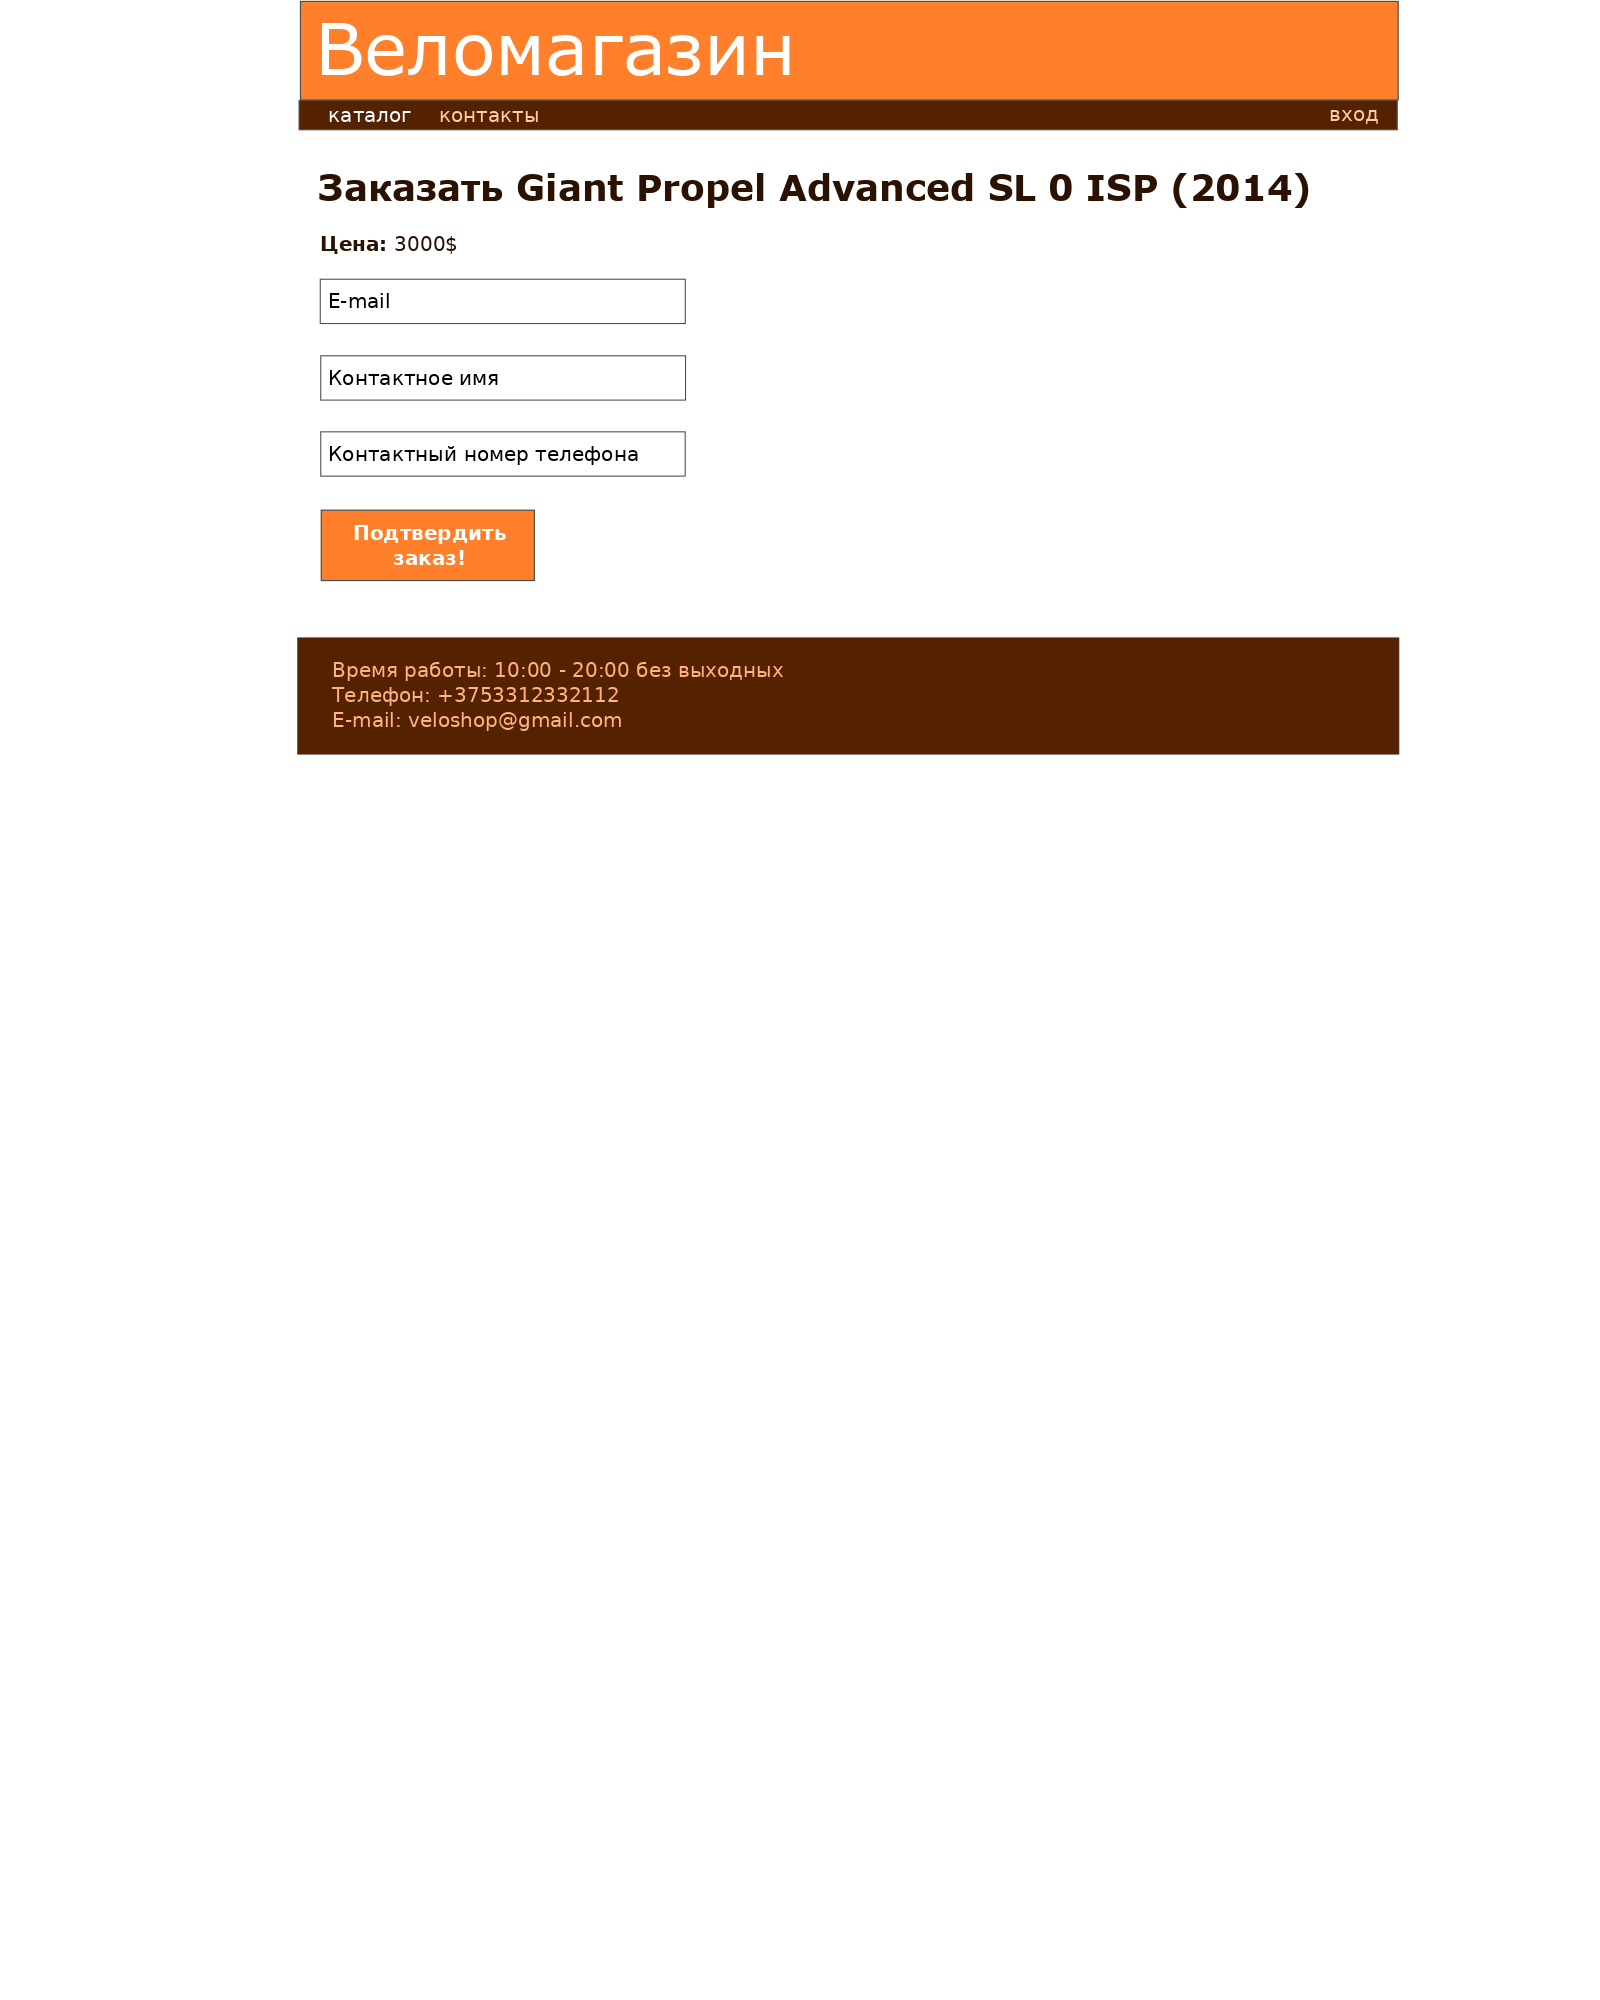 Веломагазин
каталог контакты вход
Заказать Giant Propel Advanced SL 0 ISP (2014)
Цена: 3000$
E-mail
Контактное имя
Контактный номер телефона
Подтвердить
заказ!
Время работы: 10:00 - 20:00 без выходных
Телефон: +3753312332112
E-mail: veloshop@gmail.com